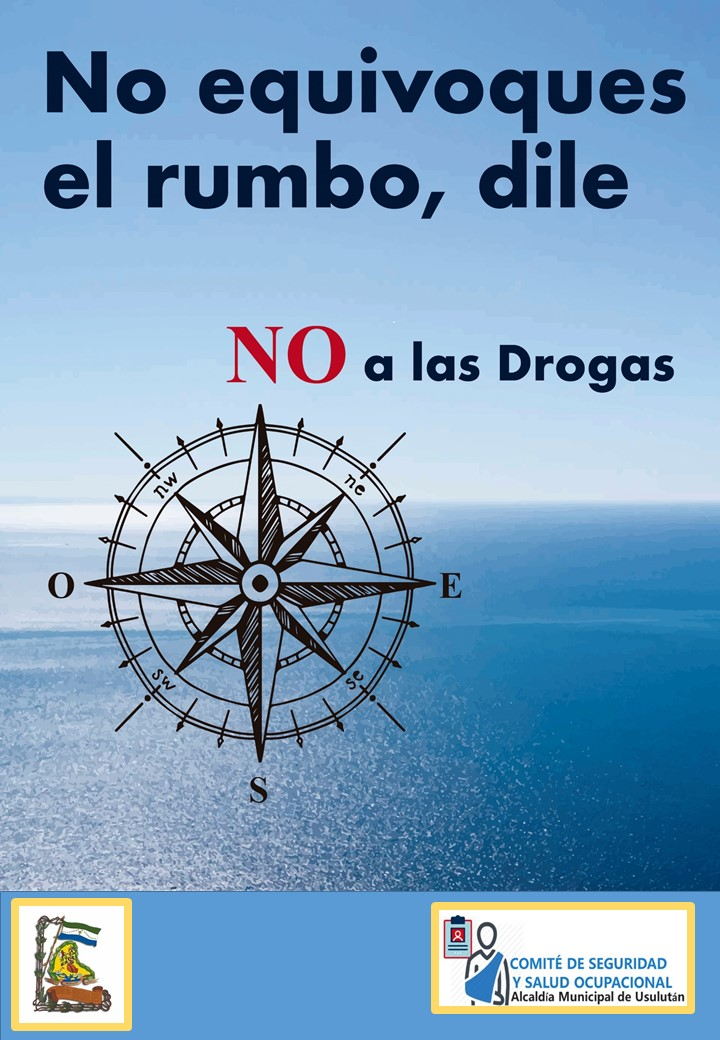 No equivoques
el rumbo, dile
NO a las Drogas
nw
ne
O
E
sw
se
S
COMITÉ DE SEGURIDAD
Y SALUD OCUPACIONAL
Alcaldía Municipal de Usulután